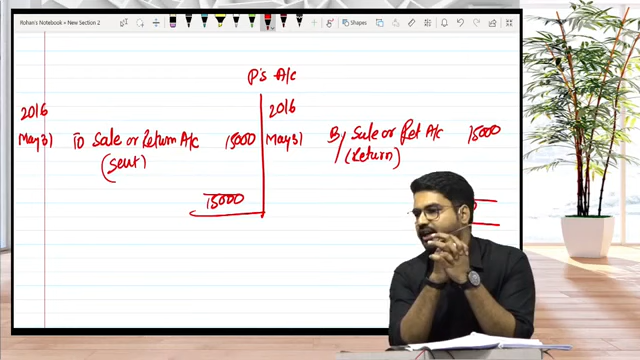 Rohan's Notebook » New Section 2
P's A/c
2016
May 31 To Sale or Return A/c 15000
(Sent)
15000
2016
May 31 By Sale or Ret A/c 15000
(Return)